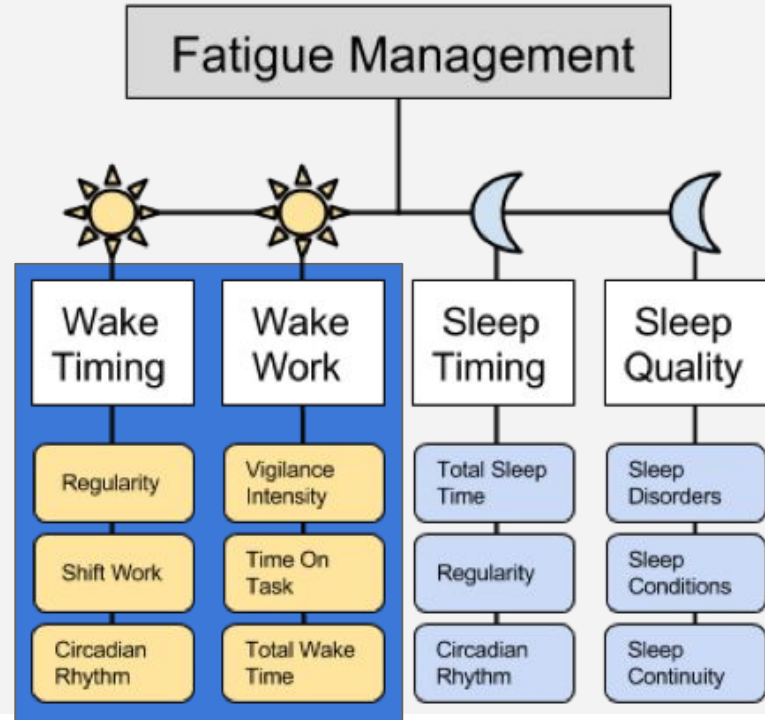 Fatigue Management
Wake
Timing
Wake
Work
Sleep
Timing
Sleep
Quality
Regularity
Vigilance
Intensity
Total Sleep
Time
Sleep
Disorders
Shift Work
Time On
Task
Regularity
Sleep
Conditions
Circadian
Rhythm
Total Wake
Time
Circadian
Rhythm
Sleep
Continuity